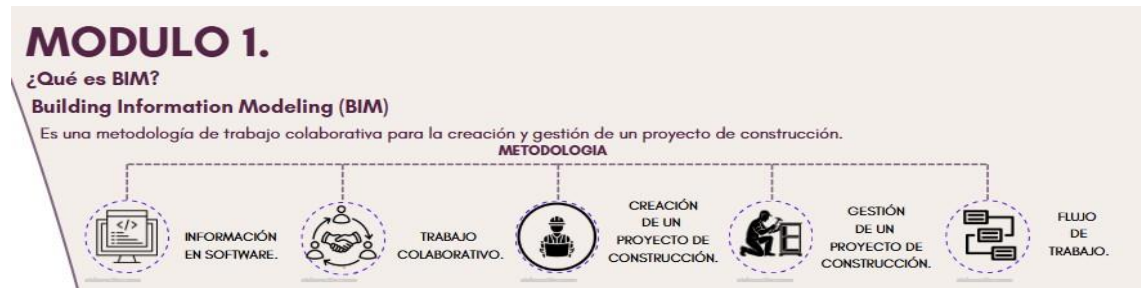 MODULO 1.
¿Qué es BIM?
Building Information Modeling (BIM)
Es una metodología de trabajo colaborativa para la creación y gestión de un proyecto de construcción.
METODOLOGIA
</>
INFORMACIÓN
EN SOFTWARE.
TRABAJO
COLABORATIVO.
CREACIÓN
DE UN
PROYECTO DE
CONSTRUCCIÓN.
GESTIÓN
DE UN
PROYECTO DE
CONSTRUCCIÓN.
FLUJO
DE
TRABAJO.